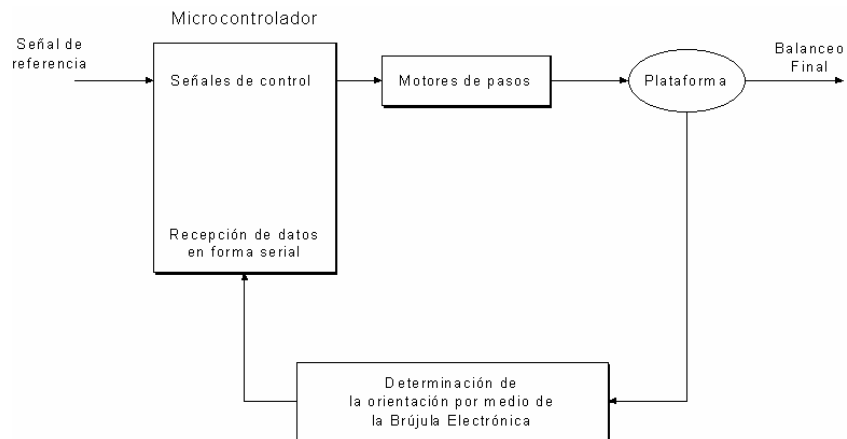 Microcontrolador
Señal de
referencia
Señales de control
Motores de pasos
Plataforma
Balanceo
Final
Recepción de datos
en forma serial
Determinación de
la orientación por medio de
la Brújula Electrónica